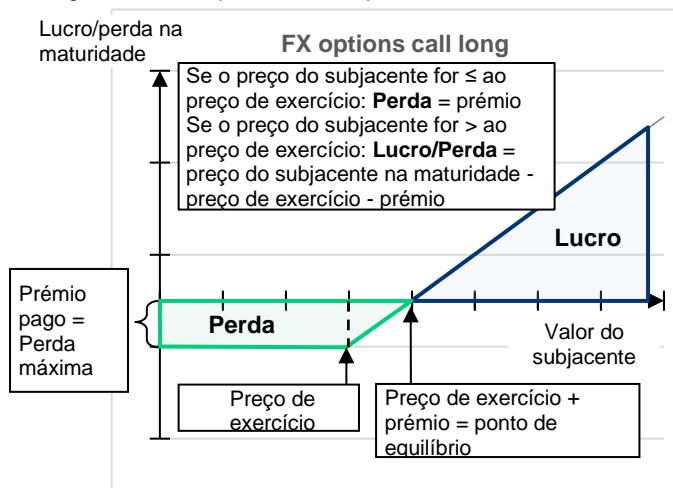 Lucro/perda na
maturidade
FX options call long
Se o preço do subjacente for ≤ ao
preço de exercício: Perda = prémio
Se o preço do subjacente for > ao
preço de exercício: Lucro/Perda =
preço do subjacente na maturidade -
preço de exercício - prémio
Lucro
Prémio
pago =
Perda
máxima
Perda
Valor do
subjacente
Preço de
exercício
Preço de exercício +
prémio = ponto de
equilíbrio